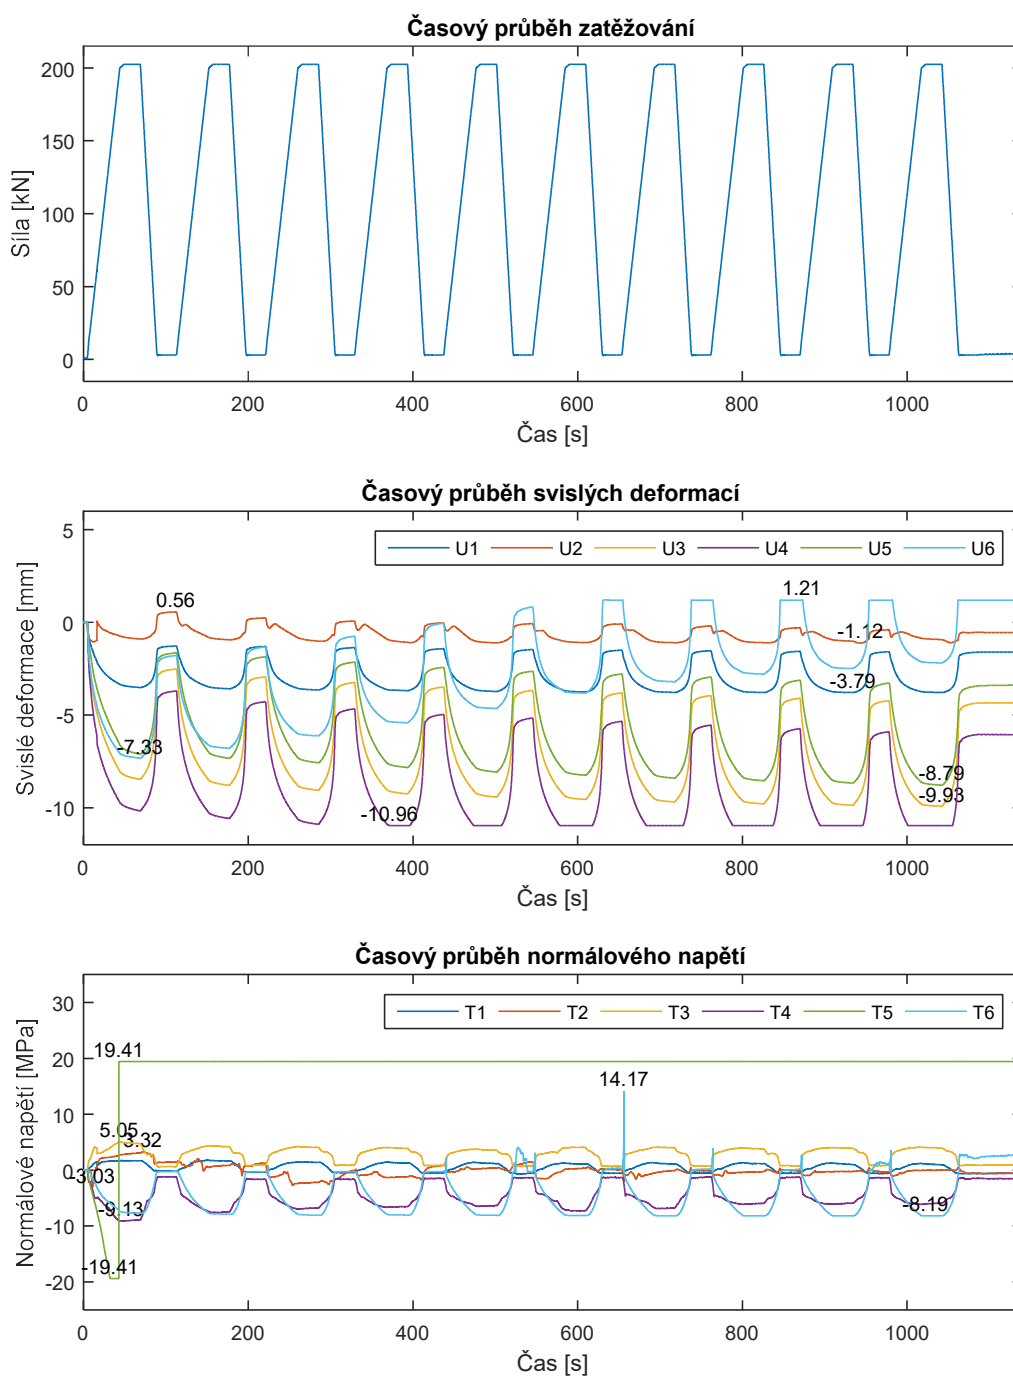 Časový průběh zatěžování
200
150
100
50
0
Síla [kN]
0 200 400 600 800 1000
Čas [s]
Časový průběh svislých deformací
5
0
-5
-10
Svislé deformace [mm]
U1 U2 U3 U4 U5 U6
0.56
1.21
-1.12
-3.79
-7.33
-8.79
-9.93
-10.96
0 200 400 600 800 1000
Čas [s]
Časový průběh normálového napětí
30
20
10
0
-10
-20
Normálové napětí [MPa]
T1 T2 T3 T4 T5 T6
19.41
14.17
5.05
3.32
-3.03
-9.13
-8.19
-19.41
0 200 400 600 800 1000
Čas [s]